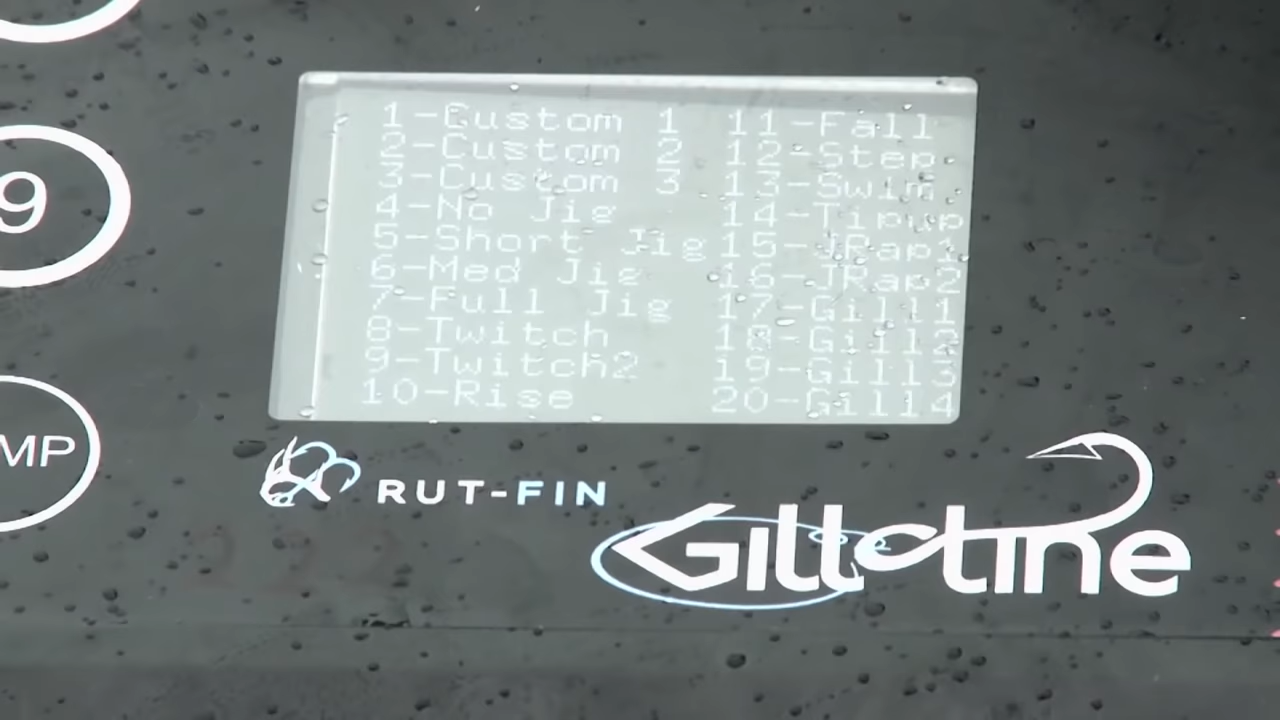 1-Custom 1 11-Fall
2-Custom 2 12-Step
3-Custom 3 13-Swim
4-No Jig 14-Tipup
5-Short Jig 15-JRap1
6-Med Jig 16-JRap2
7-Full Jig 17-Gill1
8-Twitch 18-Gill2
9-Twitch2 19-Gill3
10-Rise 20-Gill4
9
MP
RUT-FIN
Gillotine